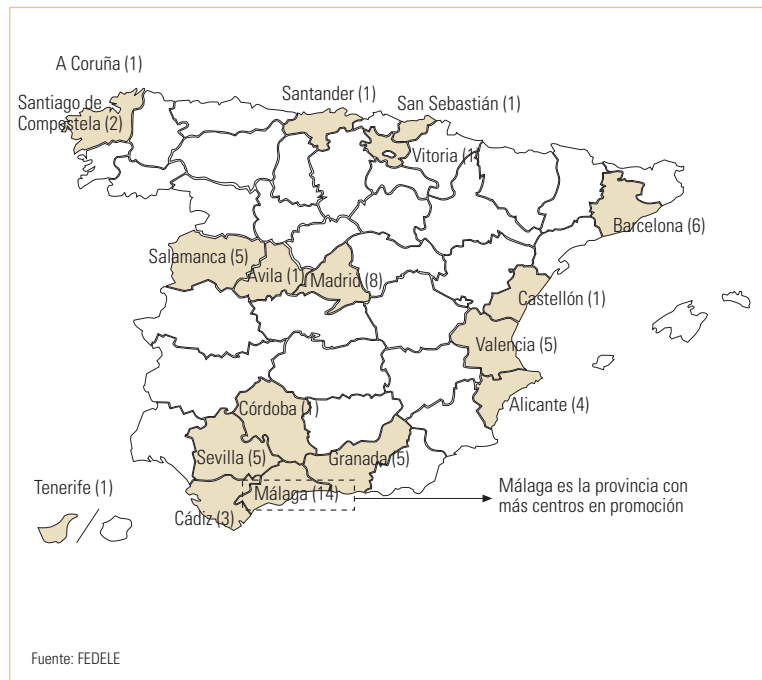 A Coruña (1)
Santiago de
Compostela (2)
Santander (1)
San Sebastián (1)
Vitoria (1)
Barcelona (6)
Salamanca (5)
Avila (1)
Madrid (8)
Castellón (1)
Valencia (5)
Alicante (4)
Córdoba (1)
Sevilla (5)
Granada (5)
Málaga (14)
Cádiz (3)
Tenerife (1)
Málaga es la provincia con
más centros en promoción
Fuente: FEDELE